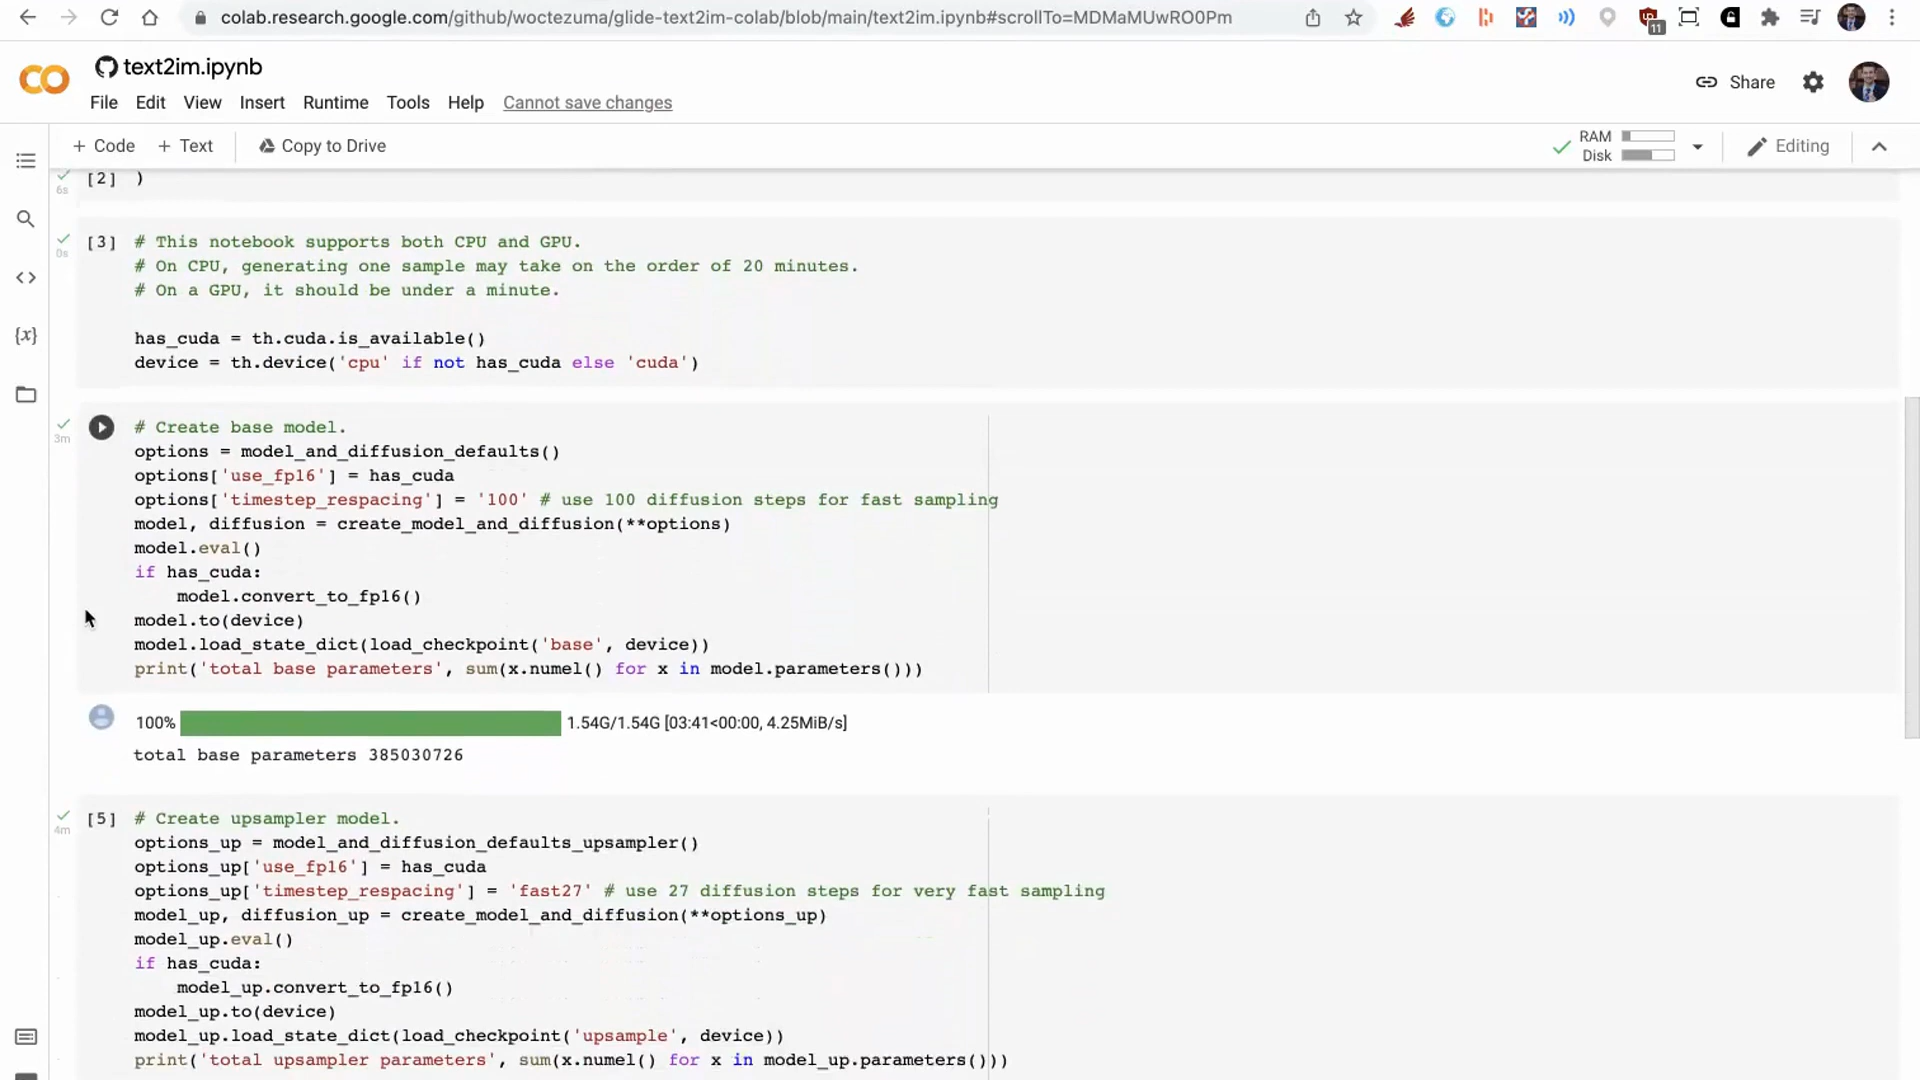 colab.research.google.com/github/woctezuma/glide-text2im-colab/blob/main/text2im.ipynb#scrollTo=MDMaMUwRO0Pm
11
text2im.ipynb
Share
File Edit View Insert Runtime Tools Help Cannot save changes
+ Code + Text Copy to Drive
RAM
Disk
Editing
6s [2] )
0s [3] # This notebook supports both CPU and GPU.
# On CPU, generating one sample may take on the order of 20 minutes.
# On a GPU, it should be under a minute.
has_cuda = th.cuda.is_available()
device = th.device('cpu' if not has_cuda else 'cuda')
3m # Create base model.
options = model_and_diffusion_defaults()
options['use_fp16'] = has_cuda
options['timestep_respacing'] = '100' # use 100 diffusion steps for fast sampling
model, diffusion = create_model_and_diffusion(**options)
model.eval()
if has_cuda:
    model.convert_to_fp16()
model.to(device)
model.load_state_dict(load_checkpoint('base', device))
print('total base parameters', sum(x.numel() for x in model.parameters()))
100% 1.54G/1.54G [03:41<00:00, 4.25MiB/s]
total base parameters 385030726
4m [5] # Create upsampler model.
options_up = model_and_diffusion_defaults_upsampler()
options_up['use_fp16'] = has_cuda
options_up['timestep_respacing'] = 'fast27' # use 27 diffusion steps for very fast sampling
model_up, diffusion_up = create_model_and_diffusion(**options_up)
model_up.eval()
if has_cuda:
    model_up.convert_to_fp16()
model_up.to(device)
model_up.load_state_dict(load_checkpoint('upsample', device))
print('total upsampler parameters', sum(x.numel() for x in model_up.parameters()))